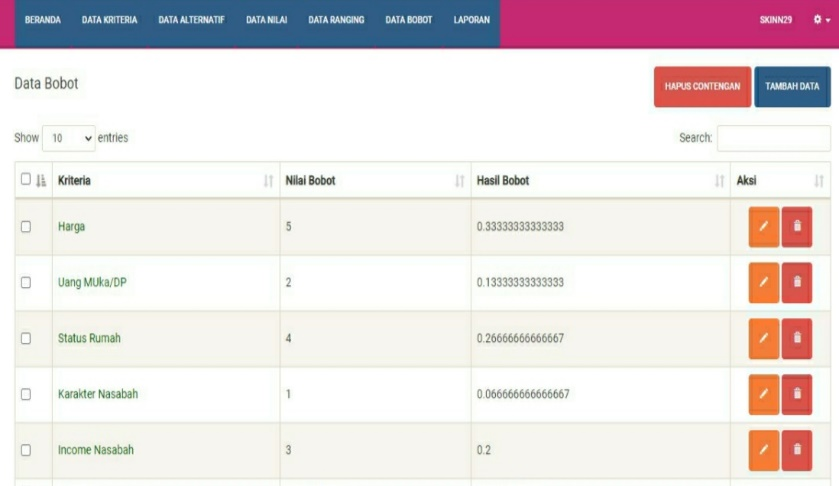 BERANDA DATA KRITERIA DATA ALTERNATIF DATA NILAI DATA RANGING DATA BOBOT LAPORAN SKINN29
Data Bobot HAPUS CONTENGAN TAMBAH DATA
Show 10 entries Search:
Kriteria Nilai Bobot Hasil Bobot Aksi
Harga 5 0.33333333333333
Uang MUka/DP 2 0.13333333333333
Status Rumah 4 0.26666666666667
Karakter Nasabah 1 0.066666666666667
Income Nasabah 3 0.2